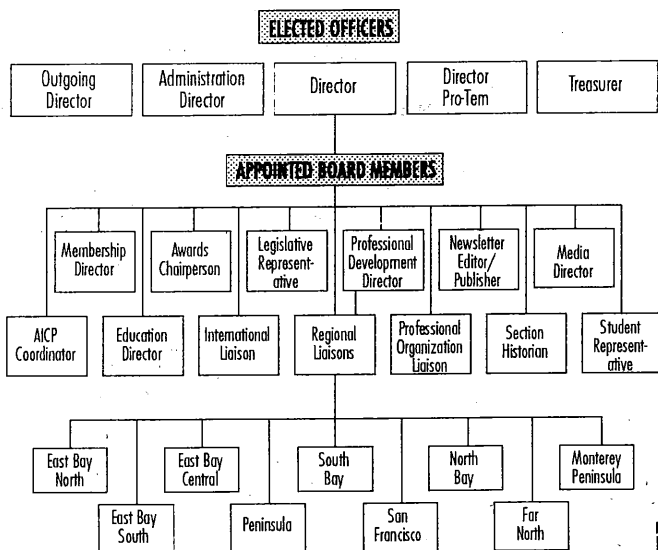 ELECTED OFFICERS
Outgoing
Director
Administration
Director
Director
Director
Pro-Tem
Treasurer
APPOINTED BOARD MEMBERS
Membership
Director
Awards
Chairperson
Legislative
Represent-
ative
Professional
Development
Director
Newsletter
Editor/
Publisher
Media
Director
AICP
Coordinator
Education
Director
International
Liaison
Regional
Liaisons
Professional
Organization
Liaison
Section
Historian
Student
Represent-
ative
East Bay
North
East Bay
Central
South
Bay
North
Bay
Monterey
Peninsula
East Bay
South
Peninsula
San
Francisco
Far
North